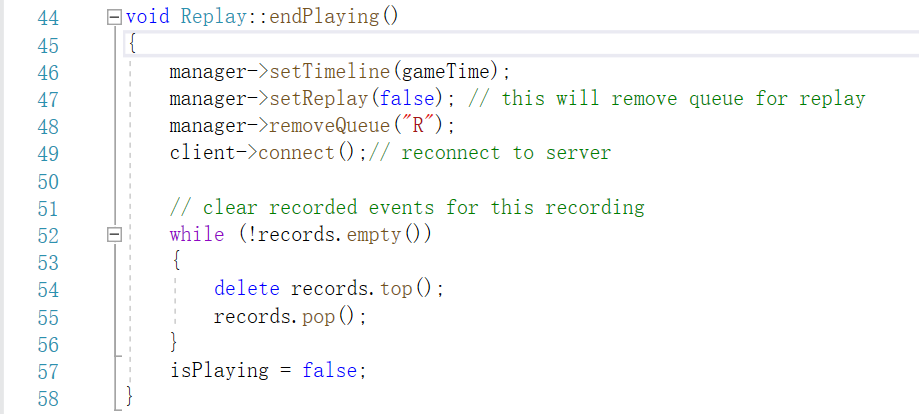 44 void Replay::endPlaying()
45 {
46 manager->setTimeline(gameTime);
47 manager->setReplay(false); // this will remove queue for replay
48 manager->removeQueue("R");
49 client->connect();// reconnect to server
50
51 // clear recorded events for this recording
52 while (!records.empty())
53 {
54 delete records.top();
55 records.pop();
56 }
57 isPlaying = false;
58 }